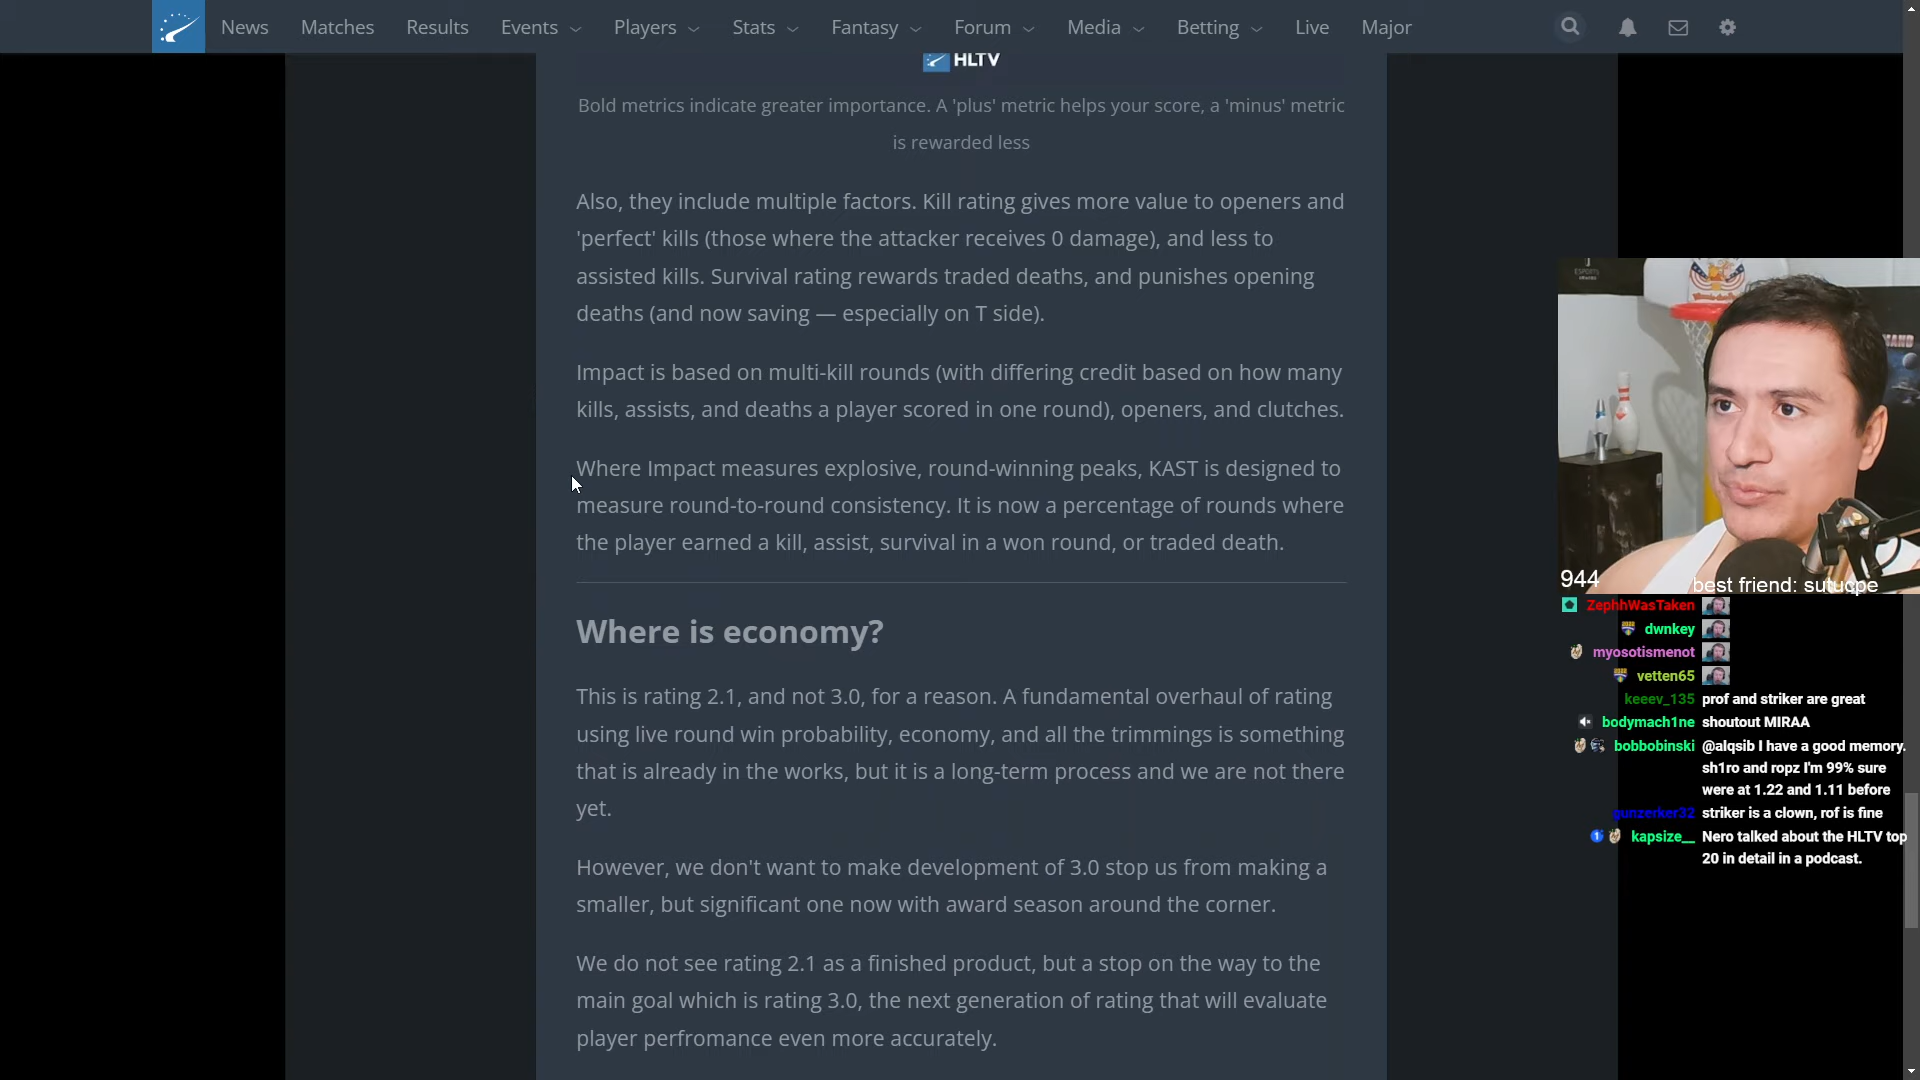 News Matches Results Events Players Stats Fantasy Forum Media Betting Live Major
HLTV
Bold metrics indicate greater importance. A 'plus' metric helps your score, a 'minus' metric
is rewarded less
Also, they include multiple factors. Kill rating gives more value to openers and
'perfect' kills (those where the attacker receives 0 damage), and less to
assisted kills. Survival rating rewards traded deaths, and punishes opening
deaths (and now saving — especially on T side).
Impact is based on multi-kill rounds (with differing credit based on how many
kills, assists, and deaths a player scored in one round), openers, and clutches.
Where Impact measures explosive, round-winning peaks, KAST is designed to
measure round-to-round consistency. It is now a percentage of rounds where
the player earned a kill, assist, survival in a won round, or traded death.
Where is economy?
This is rating 2.1, and not 3.0, for a reason. A fundamental overhaul of rating
using live round win probability, economy, and all the trimmings is something
that is already in the works, but it is a long-term process and we are not there
yet.
However, we don't want to make development of 3.0 stop us from making a
smaller, but significant one now with award season around the corner.
We do not see rating 2.1 as a finished product, but a stop on the way to the
main goal which is rating 3.0, the next generation of rating that will evaluate
player perfromance even more accurately.
944 best friend: sutucpe
ZephhWasTaken
dwnkey
myosotismenot
vetten65
keeev_135 prof and striker are great
bodymach1ne shoutout MIRAA
bobbobinski @alqsib I have a good memory.
sh1ro and ropz I'm 99% sure
were at 1.22 and 1.11 before
gunzerker32 striker is a clown, rof is fine
kapsize__ Nero talked about the HLTV top
20 in detail in a podcast.